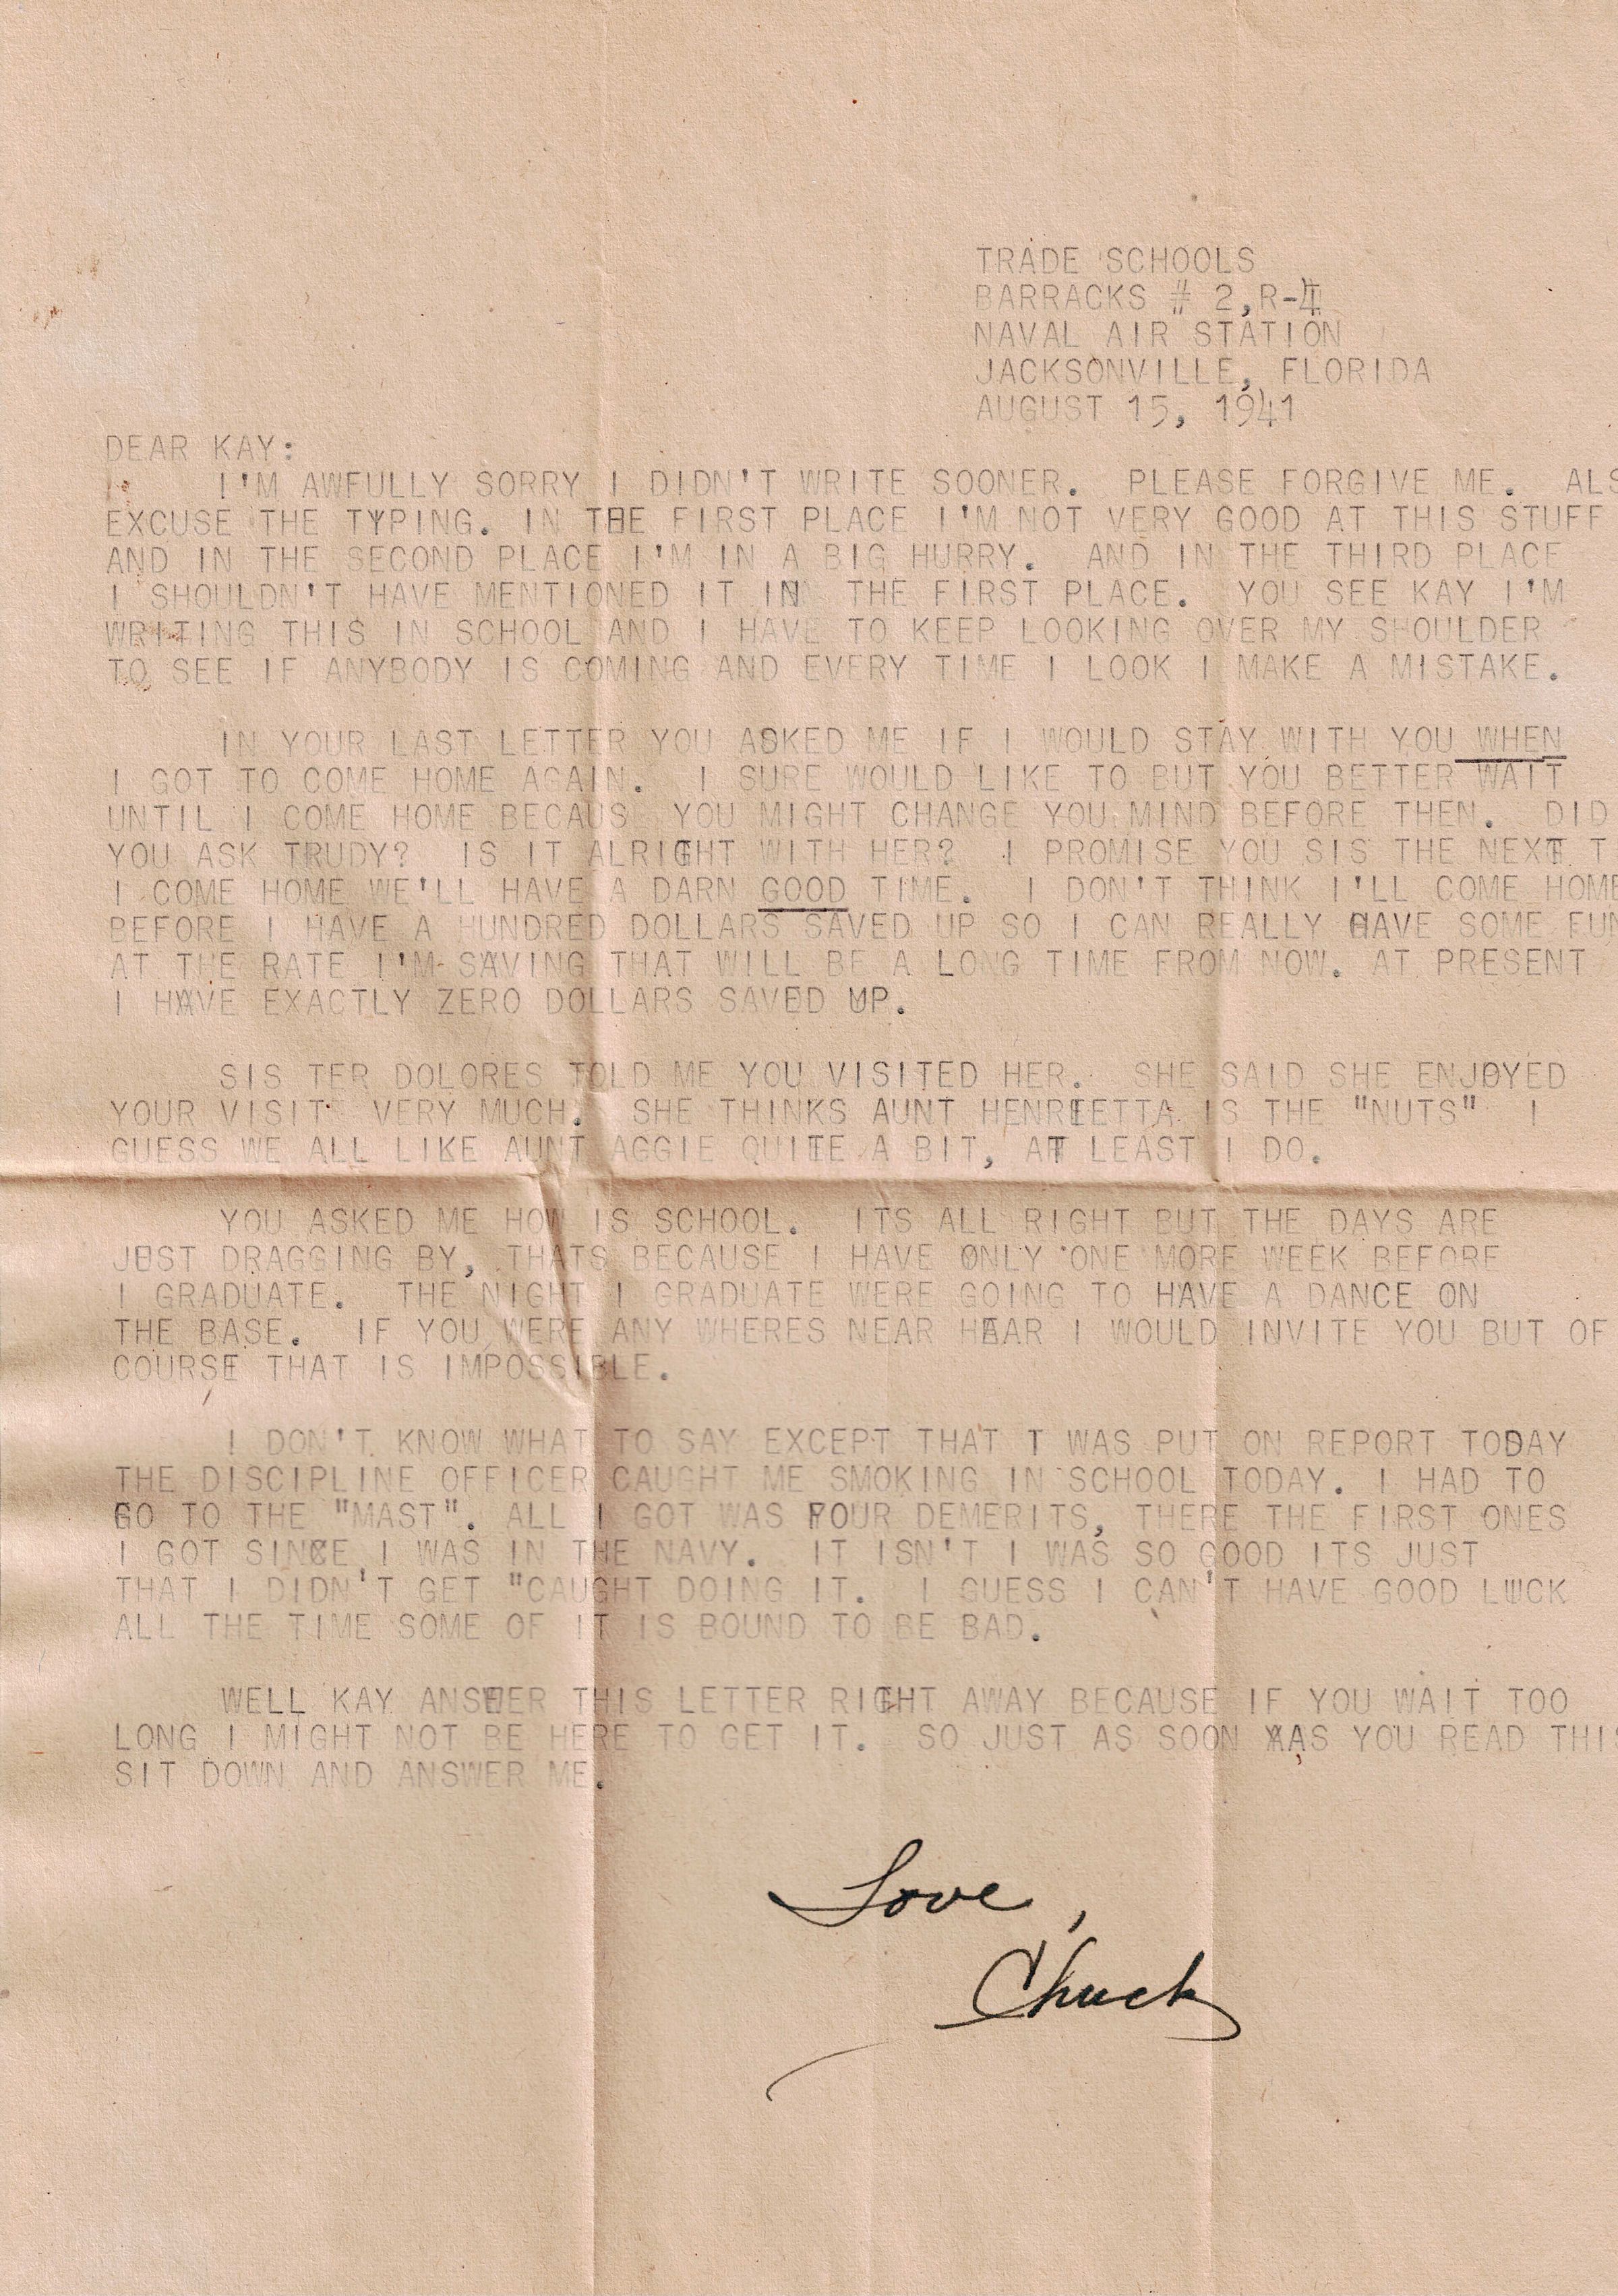 TRADE SCHOOLS
BARRACKS # 2,R-4
NAVAL AIR STATION
JACKSONVILLE, FLORIDA
AUGUST 15, 1941
DEAR KAY:
I'M AWFULLY SORRY I DIDN'T WRITE SOONER. PLEASE FORGIVE ME. ALS
EXCUSE THE TYPING. IN THE FIRST PLACE I'M NOT VERY GOOD AT THIS STUFF
AND IN THE SECOND PLACE I'M IN A BIG HURRY. AND IN THE THIRD PLACE
I SHOULDN'T HAVE MENTIONED IT IN THE FIRST PLACE. YOU SEE KAY I'M
WRITING THIS IN SCHOOL AND I HAVE TO KEEP LOOKING OVER MY SHOULDER
TO SEE IF ANYBODY IS COMING AND EVERY TIME I LOOK I MAKE A MISTAKE.
IN YOUR LAST LETTER YOU ASKED ME IF I WOULD STAY WITH YOU WHEN
I GOT TO COME HOME AGAIN. I SURE WOULD LIKE TO BUT YOU BETTER WAIT
UNTIL I COME HOME BECAUS YOU MIGHT CHANGE YOU MIND BEFORE THEN. DID
YOU ASK TRUDY? IS IT ALRIGHT WITH HER? I PROMISE YOU SIS THE NEXT T
I COME HOME WE'LL HAVE A DARN GOOD TIME. I DON'T THINK I'LL COME HOME
BEFORE I HAVE A HUNDRED DOLLARS SAVED UP SO I CAN REALLY HAVE SOME FUN
AT THE RATE I'M SAVING THAT WILL BE A LONG TIME FROM NOW. AT PRESENT
I HAVE EXACTLY ZERO DOLLARS SAVED UP.
SIS TER DOLORES TOLD ME YOU VISITED HER. SHE SAID SHE ENJOYED
YOUR VISIT VERY MUCH. SHE THINKS AUNT HENRIETTA IS THE "NUTS" I
GUESS WE ALL LIKE AUNT AGGIE QUITE A BIT, AT LEAST I DO.
YOU ASKED ME HOW IS SCHOOL. ITS ALL RIGHT BUT THE DAYS ARE
JUST DRAGGING BY, THATS BECAUSE I HAVE ONLY ONE MORE WEEK BEFORE
I GRADUATE. THE NIGHT I GRADUATE WERE GOING TO HAVE A DANCE ON
THE BASE. IF YOU WERE ANY WHERES NEAR HEAR I WOULD INVITE YOU BUT OF
COURSE THAT IS IMPOSSIBLE.
I DON'T KNOW WHAT TO SAY EXCEPT THAT I WAS PUT ON REPORT TODAY
THE DISCIPLINE OFFICER CAUGHT ME SMOKING IN SCHOOL TODAY. I HAD TO
GO TO THE "MAST". ALL I GOT WAS FOUR DEMERITS, THERE THE FIRST ONES
I GOT SINCE I WAS IN THE NAVY. IT ISN'T I WAS SO GOOD ITS JUST
THAT I DIDN'T GET "CAUGHT DOING IT. I GUESS I CAN'T HAVE GOOD LUCK
ALL THE TIME SOME OF IT IS BOUND TO BE BAD.
WELL KAY ANSWER THIS LETTER RIGHT AWAY BECAUSE IF YOU WAIT TOO
LONG I MIGHT NOT BE HERE TO GET IT. SO JUST AS SOON AS YOU READ THIS
SIT DOWN AND ANSWER ME.
Love,
Chuck